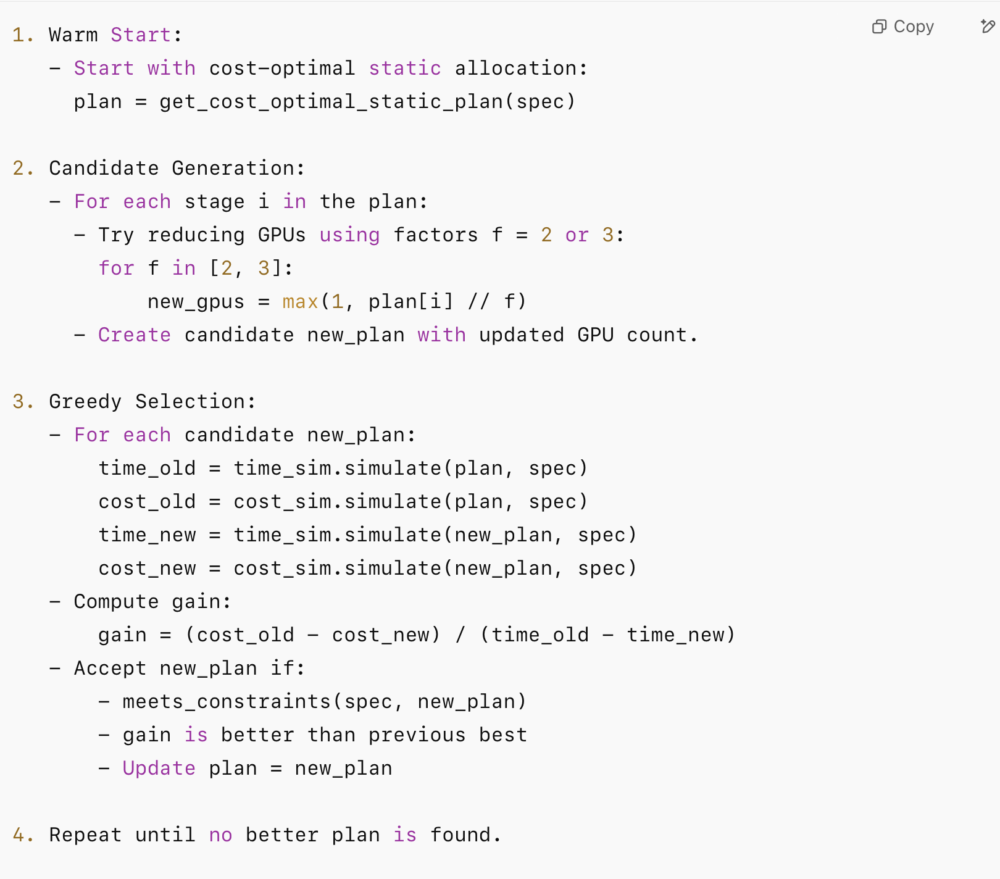 Copy
1. Warm Start:
– Start with cost-optimal static allocation:
plan = get_cost_optimal_static_plan(spec)
2. Candidate Generation:
– For each stage i in the plan:
– Try reducing GPUs using factors f = 2 or 3:
for f in [2, 3]:
new_gpus = max(1, plan[i] // f)
– Create candidate new_plan with updated GPU count.
3. Greedy Selection:
– For each candidate new_plan:
time_old = time_sim.simulate(plan, spec)
cost_old = cost_sim.simulate(plan, spec)
time_new = time_sim.simulate(new_plan, spec)
cost_new = cost_sim.simulate(new_plan, spec)
– Compute gain:
gain = (cost_old – cost_new) / (time_old – time_new)
– Accept new_plan if:
– meets_constraints(spec, new_plan)
– gain is better than previous best
– Update plan = new_plan
4. Repeat until no better plan is found.